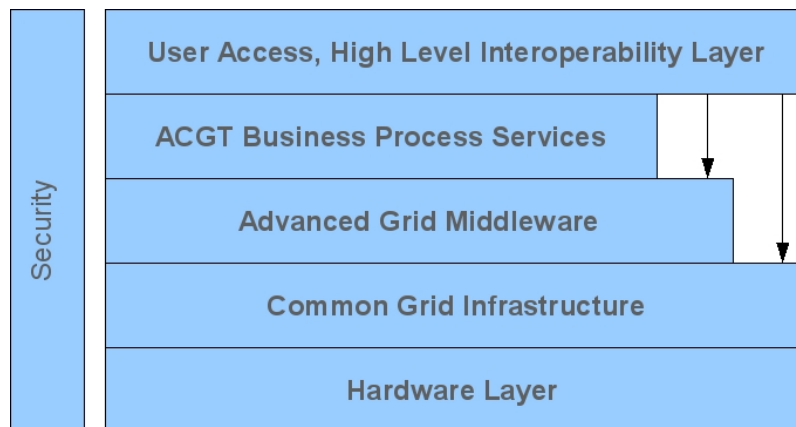 Security
User Access, High Level Interoperability Layer
ACGT Business Process Services
Advanced Grid Middleware
Common Grid Infrastructure
Hardware Layer